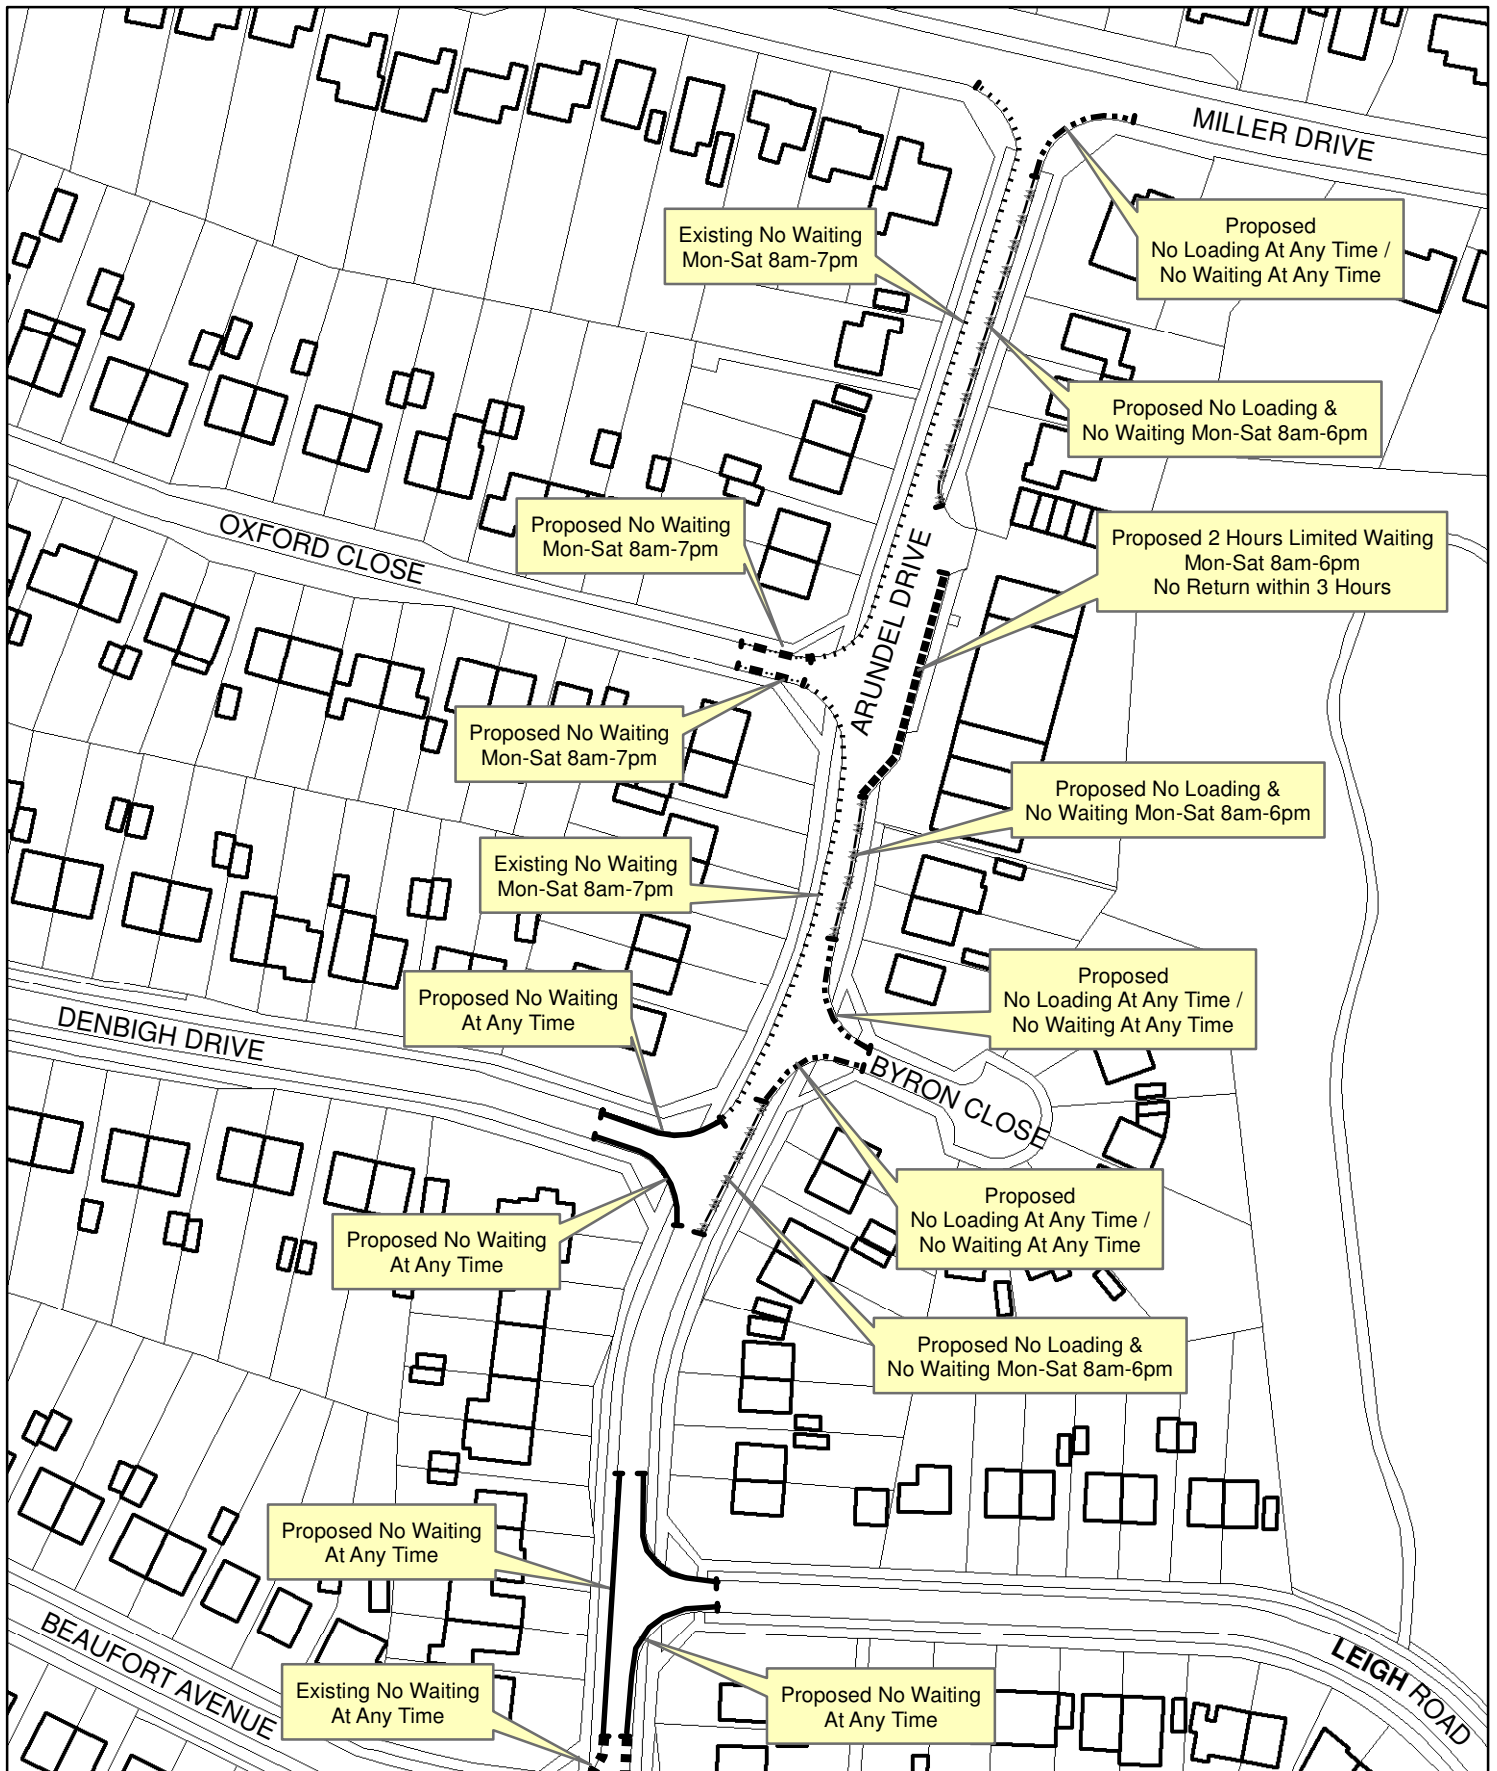 MILLER DRIVE
Proposed
No Loading At Any Time /
No Waiting At Any Time
Existing No Waiting
Mon-Sat 8am-7pm
Proposed No Loading &
No Waiting Mon-Sat 8am-6pm
Proposed No Waiting
Mon-Sat 8am-7pm
OXFORD CLOSE
Proposed 2 Hours Limited Waiting
Mon-Sat 8am-6pm
No Return within 3 Hours
ARUNDEL DRIVE
Proposed No Waiting
Mon-Sat 8am-7pm
Proposed No Loading &
No Waiting Mon-Sat 8am-6pm
Existing No Waiting
Mon-Sat 8am-7pm
Proposed No Waiting
At Any Time
Proposed
No Loading At Any Time /
No Waiting At Any Time
DENBIGH DRIVE
BYRON CLOSE
Proposed
No Loading At Any Time /
No Waiting At Any Time
Proposed No Waiting
At Any Time
Proposed No Loading &
No Waiting Mon-Sat 8am-6pm
Proposed No Waiting
At Any Time
BEAUFORT AVENUE
LEIGH ROAD
Existing No Waiting
At Any Time
Proposed No Waiting
At Any Time